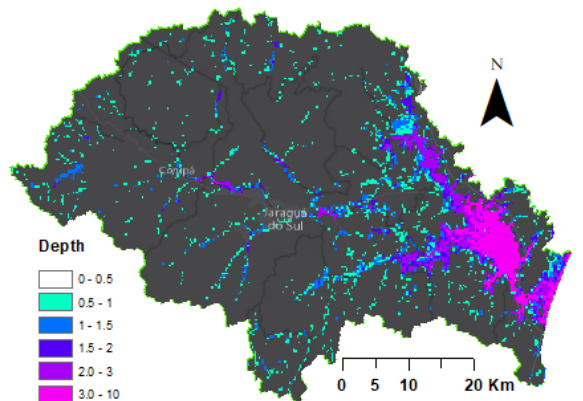 N
Corupá
Jaraguá
do Sul
Depth
0 - 0.5
0.5 - 1
1 - 1.5
1.5 - 2
2.0 - 3
3.0 - 10
0 5 10 20 Km